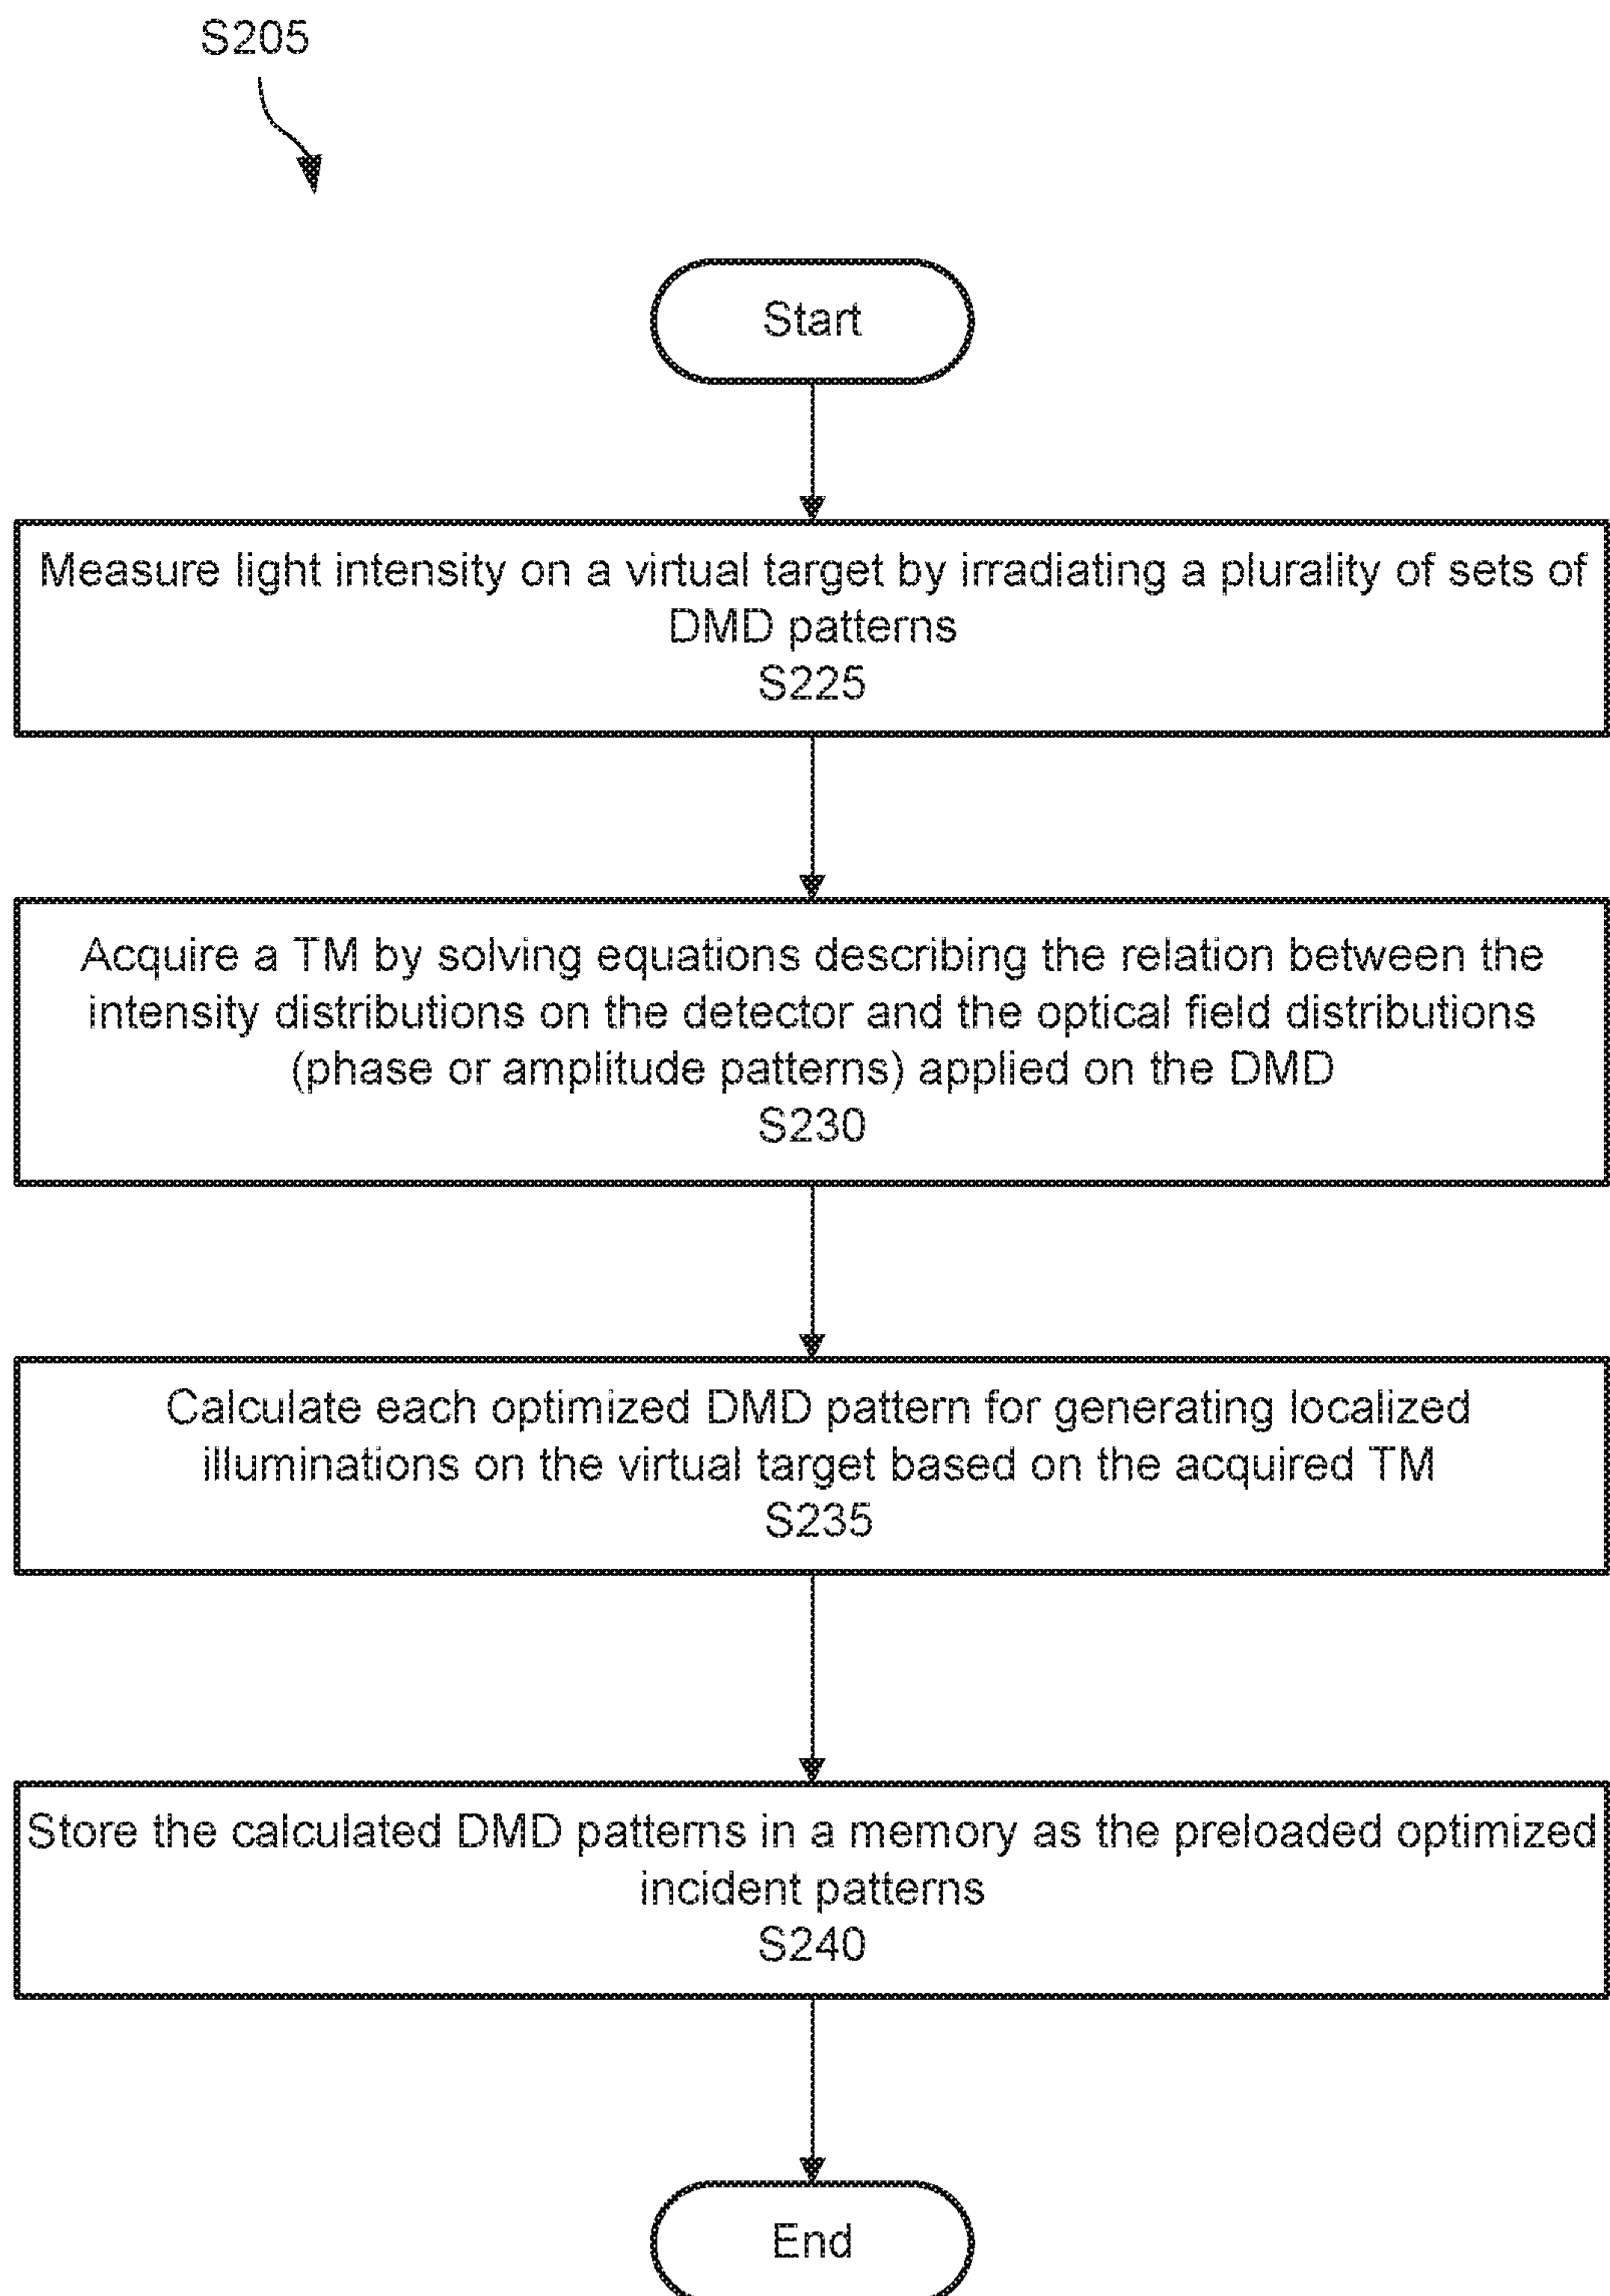 S205
Start
Measure light intensity on a virtual target by irradiating a plurality of sets of
DMD patterns
S225
Acquire a TM by solving equations describing the relation between the
intensity distributions on the detector and the optical field distributions
(phase or amplitude patterns) applied on the DMD
S230
Calculate each optimized DMD pattern for generating localized
illuminations on the virtual target based on the acquired TM
S235
Store the calculated DMD patterns in a memory as the preloaded optimized
incident patterns
S240
End